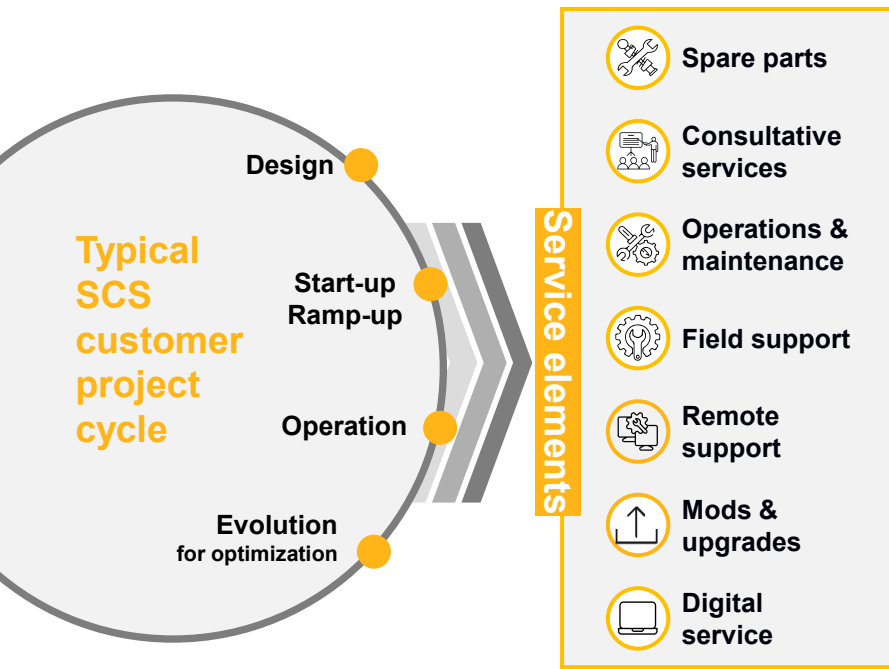 Typical
SCS
customer
project
cycle
Design
Start-up
Ramp-up
Operation
Evolution
for optimization
Service elements
Spare parts
Consultative
services
Operations &
maintenance
Field support
Remote
support
Mods &
upgrades
Digital
service